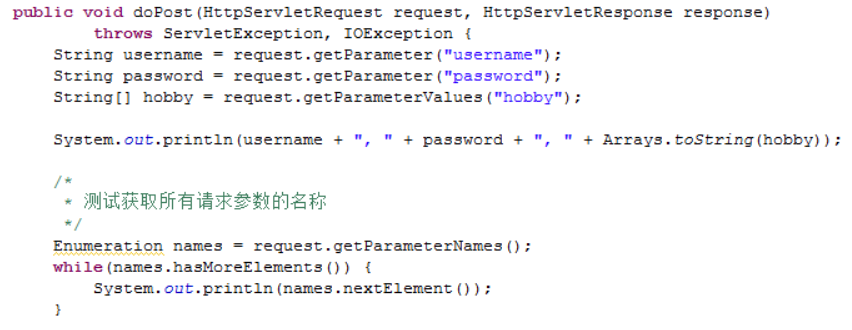 public void doPost(HttpServletRequest request, HttpServletResponse response)
        throws ServletException, IOException {
    String username = request.getParameter("username");
    String password = request.getParameter("password");
    String[] hobby = request.getParameterValues("hobby");

    System.out.println(username + ", " + password + ", " + Arrays.toString(hobby));

    /*
     * 测试获取所有请求参数的名称
     */
    Enumeration names = request.getParameterNames();
    while(names.hasMoreElements()) {
        System.out.println(names.nextElement());
    }